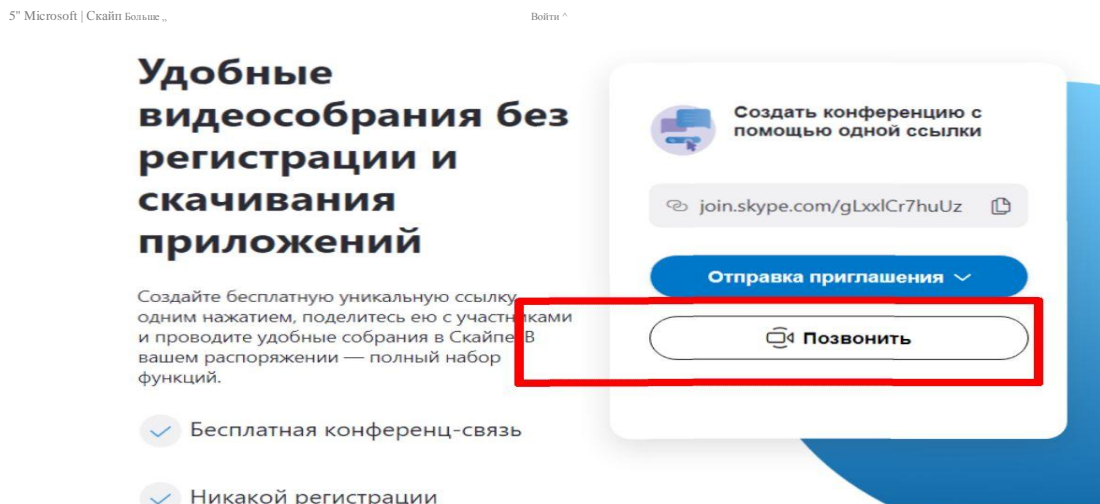 5" Microsoft | Скайп Больше „
Войти ^
Удобные
видеособрания без
регистрации и
скачивания
приложений
Создайте бесплатную уникальную ссылку
одним нажатием, поделитесь ею с участниками
и проводите удобные собрания в Скайпе. В
вашем распоряжении — полный набор
функций.
Бесплатная конференц-связь
Никакой регистрации
Создать конференцию с
помощью одной ссылки
join.skype.com/gLxxlCr7huUz
Отправка приглашения
Позвонить